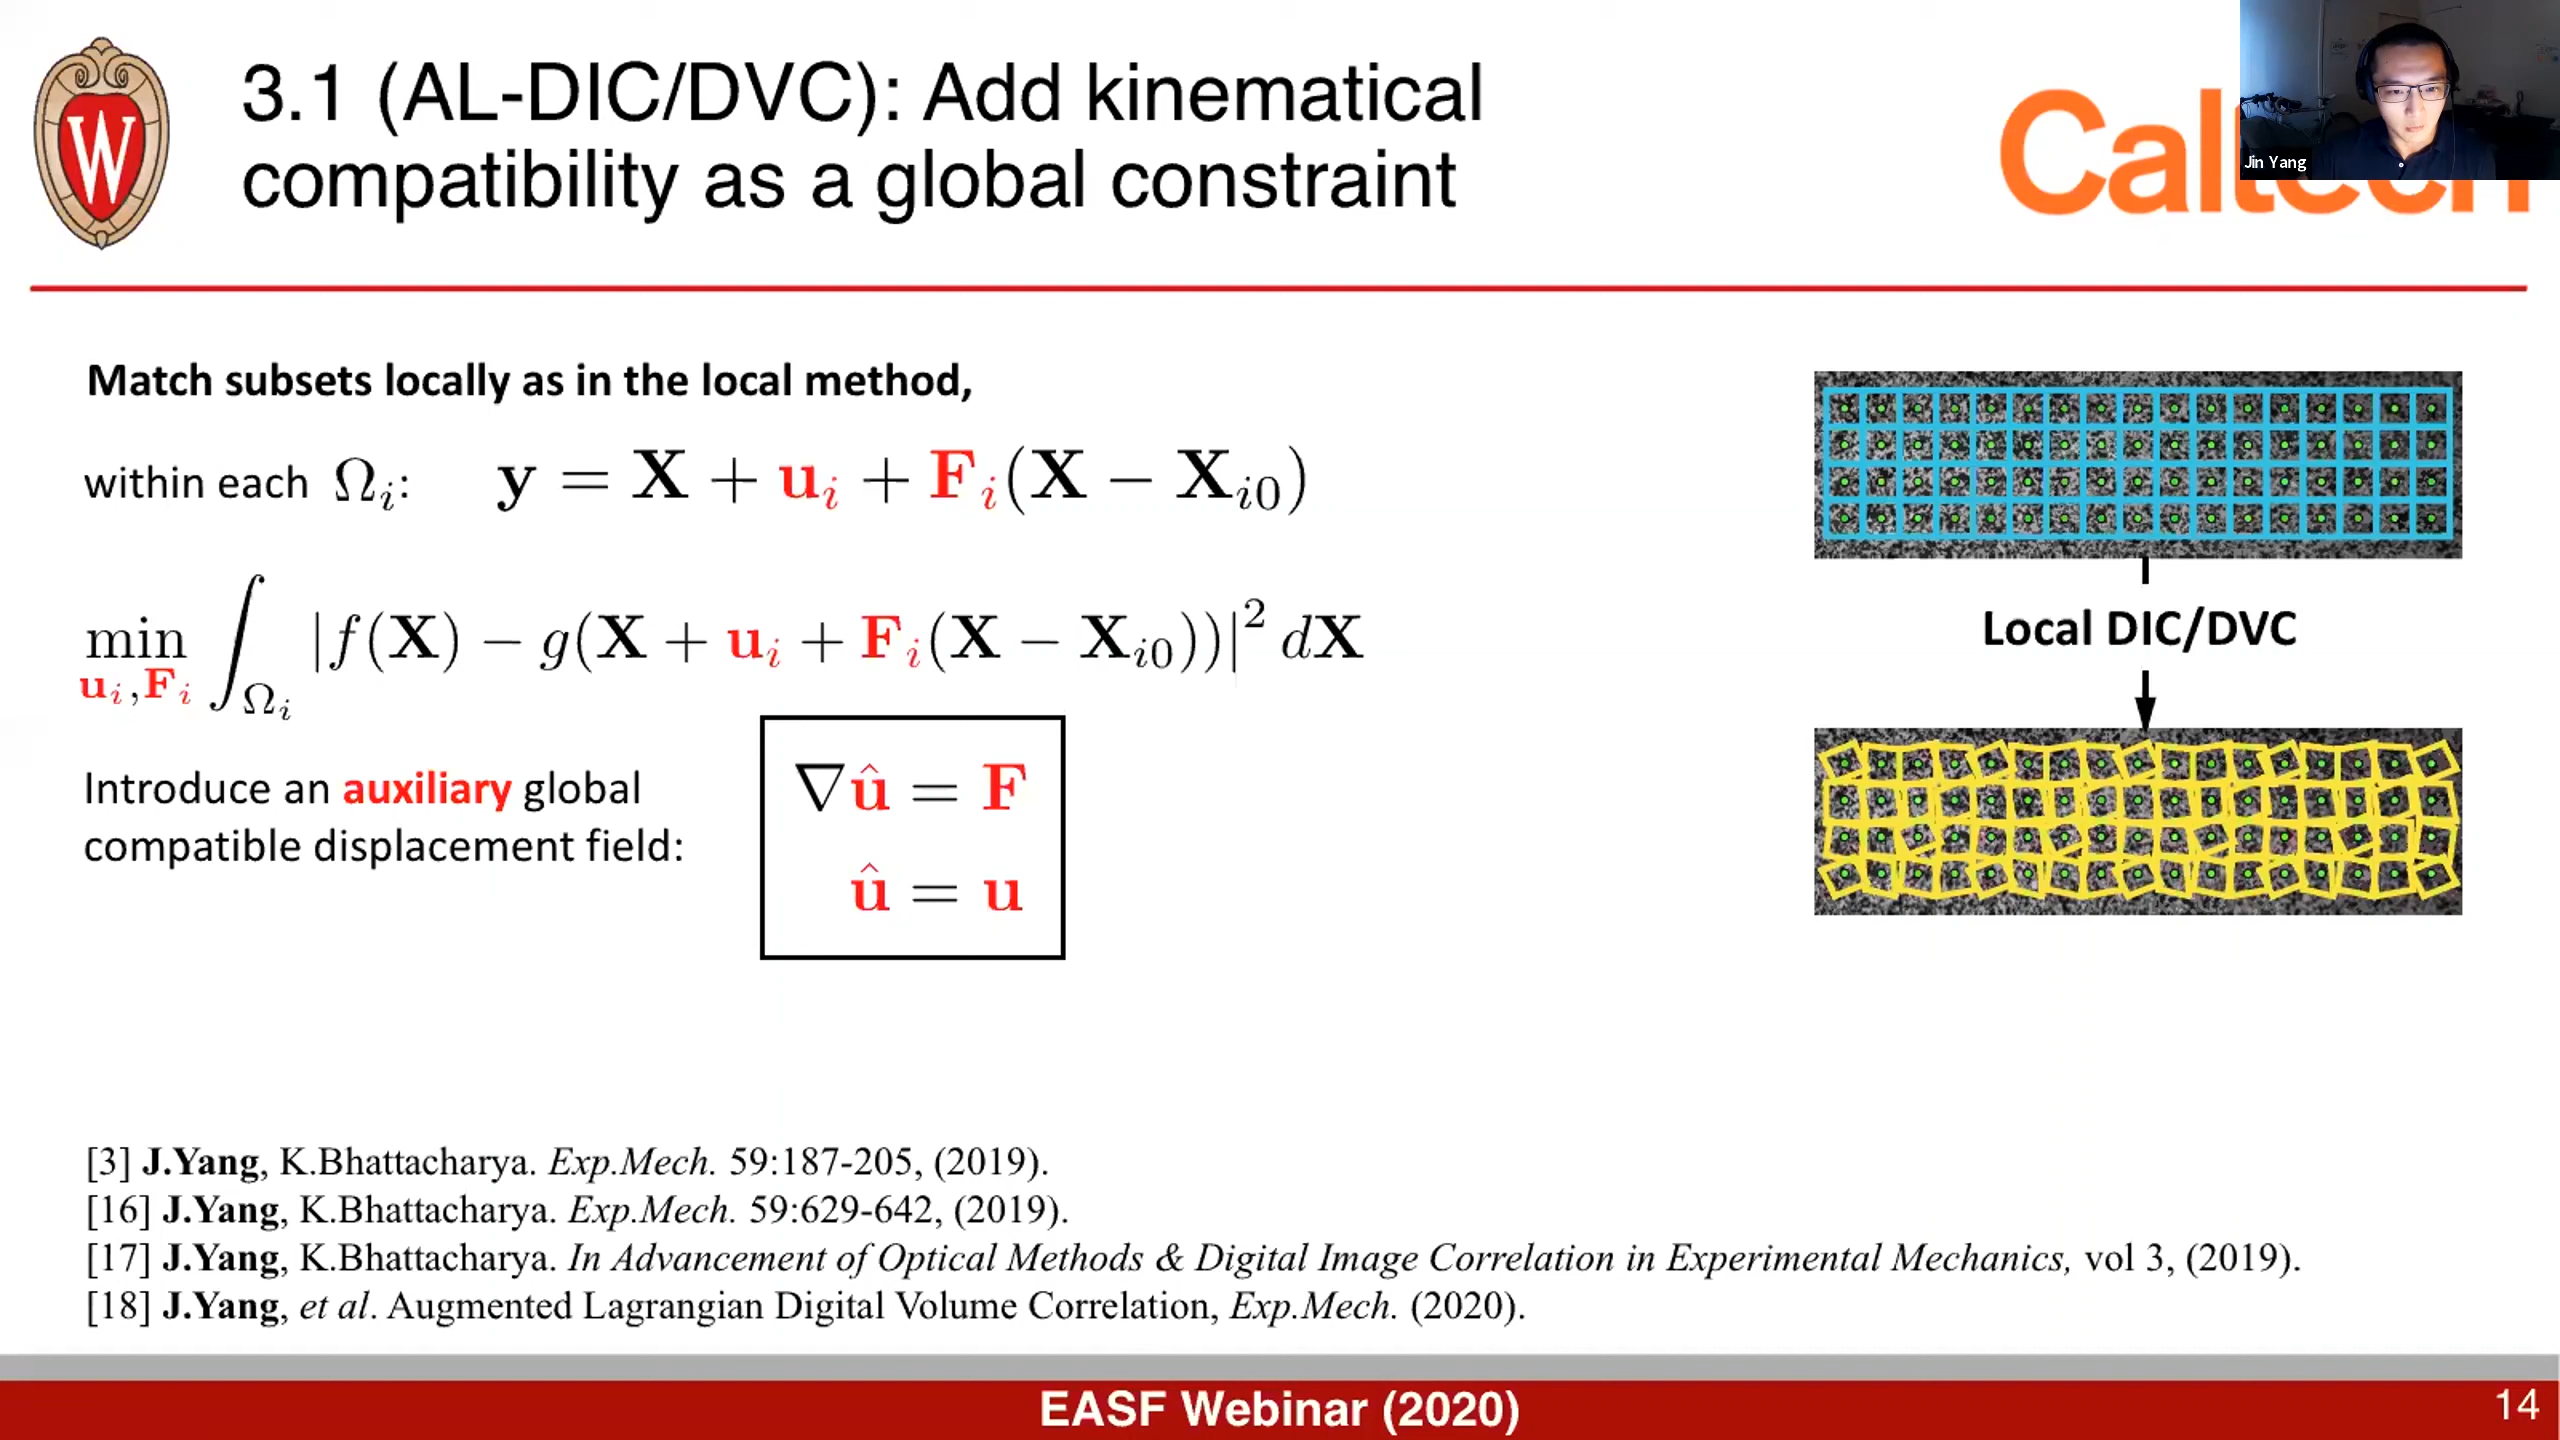 W
3.1 (AL-DIC/DVC): Add kinematical
compatibility as a global constraint
Caltech
Jin Yang
Match subsets locally as in the local method,
within each Ωᵢ: y = X + uᵢ + Fᵢ(X − Xᵢ₀)
min ∫ |f(X) − g(X + uᵢ + Fᵢ(X − Xᵢ₀))|² dX
uᵢ,Fᵢ Ωᵢ
Introduce an auxiliary global
compatible displacement field:
∇û = F
û = u
Local DIC/DVC
[3] J.Yang, K.Bhattacharya. Exp.Mech. 59:187-205, (2019).
[16] J.Yang, K.Bhattacharya. Exp.Mech. 59:629-642, (2019).
[17] J.Yang, K.Bhattacharya. In Advancement of Optical Methods & Digital Image Correlation in Experimental Mechanics, vol 3, (2019).
[18] J.Yang, et al. Augmented Lagrangian Digital Volume Correlation, Exp.Mech. (2020).
EASF Webinar (2020)
14